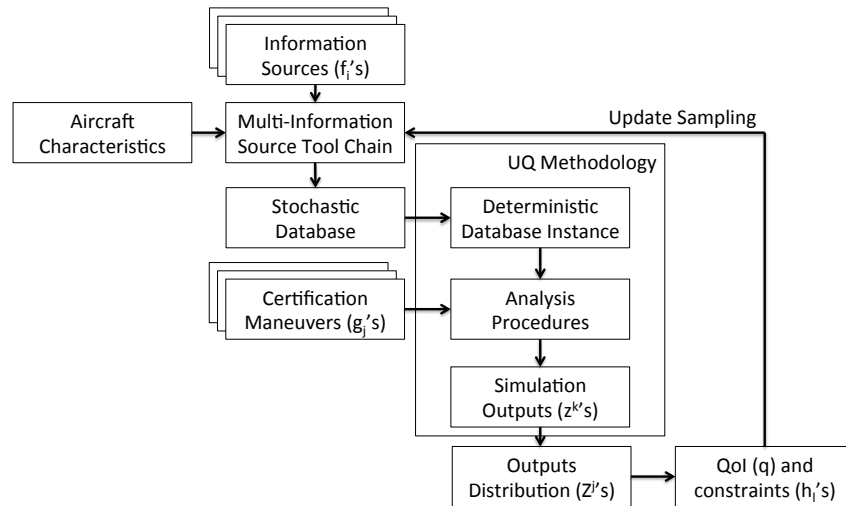 Information
Sources (fᵢ's)
Aircraft
Characteristics
Multi-Information
Source Tool Chain
Update Sampling
UQ Methodology
Stochastic
Database
Deterministic
Database Instance
Certification
Maneuvers (gⱼ's)
Analysis
Procedures
Simulation
Outputs (zᵏ's)
Outputs
Distribution (Zʲ's)
QoI (q) and
constraints (hₗ's)